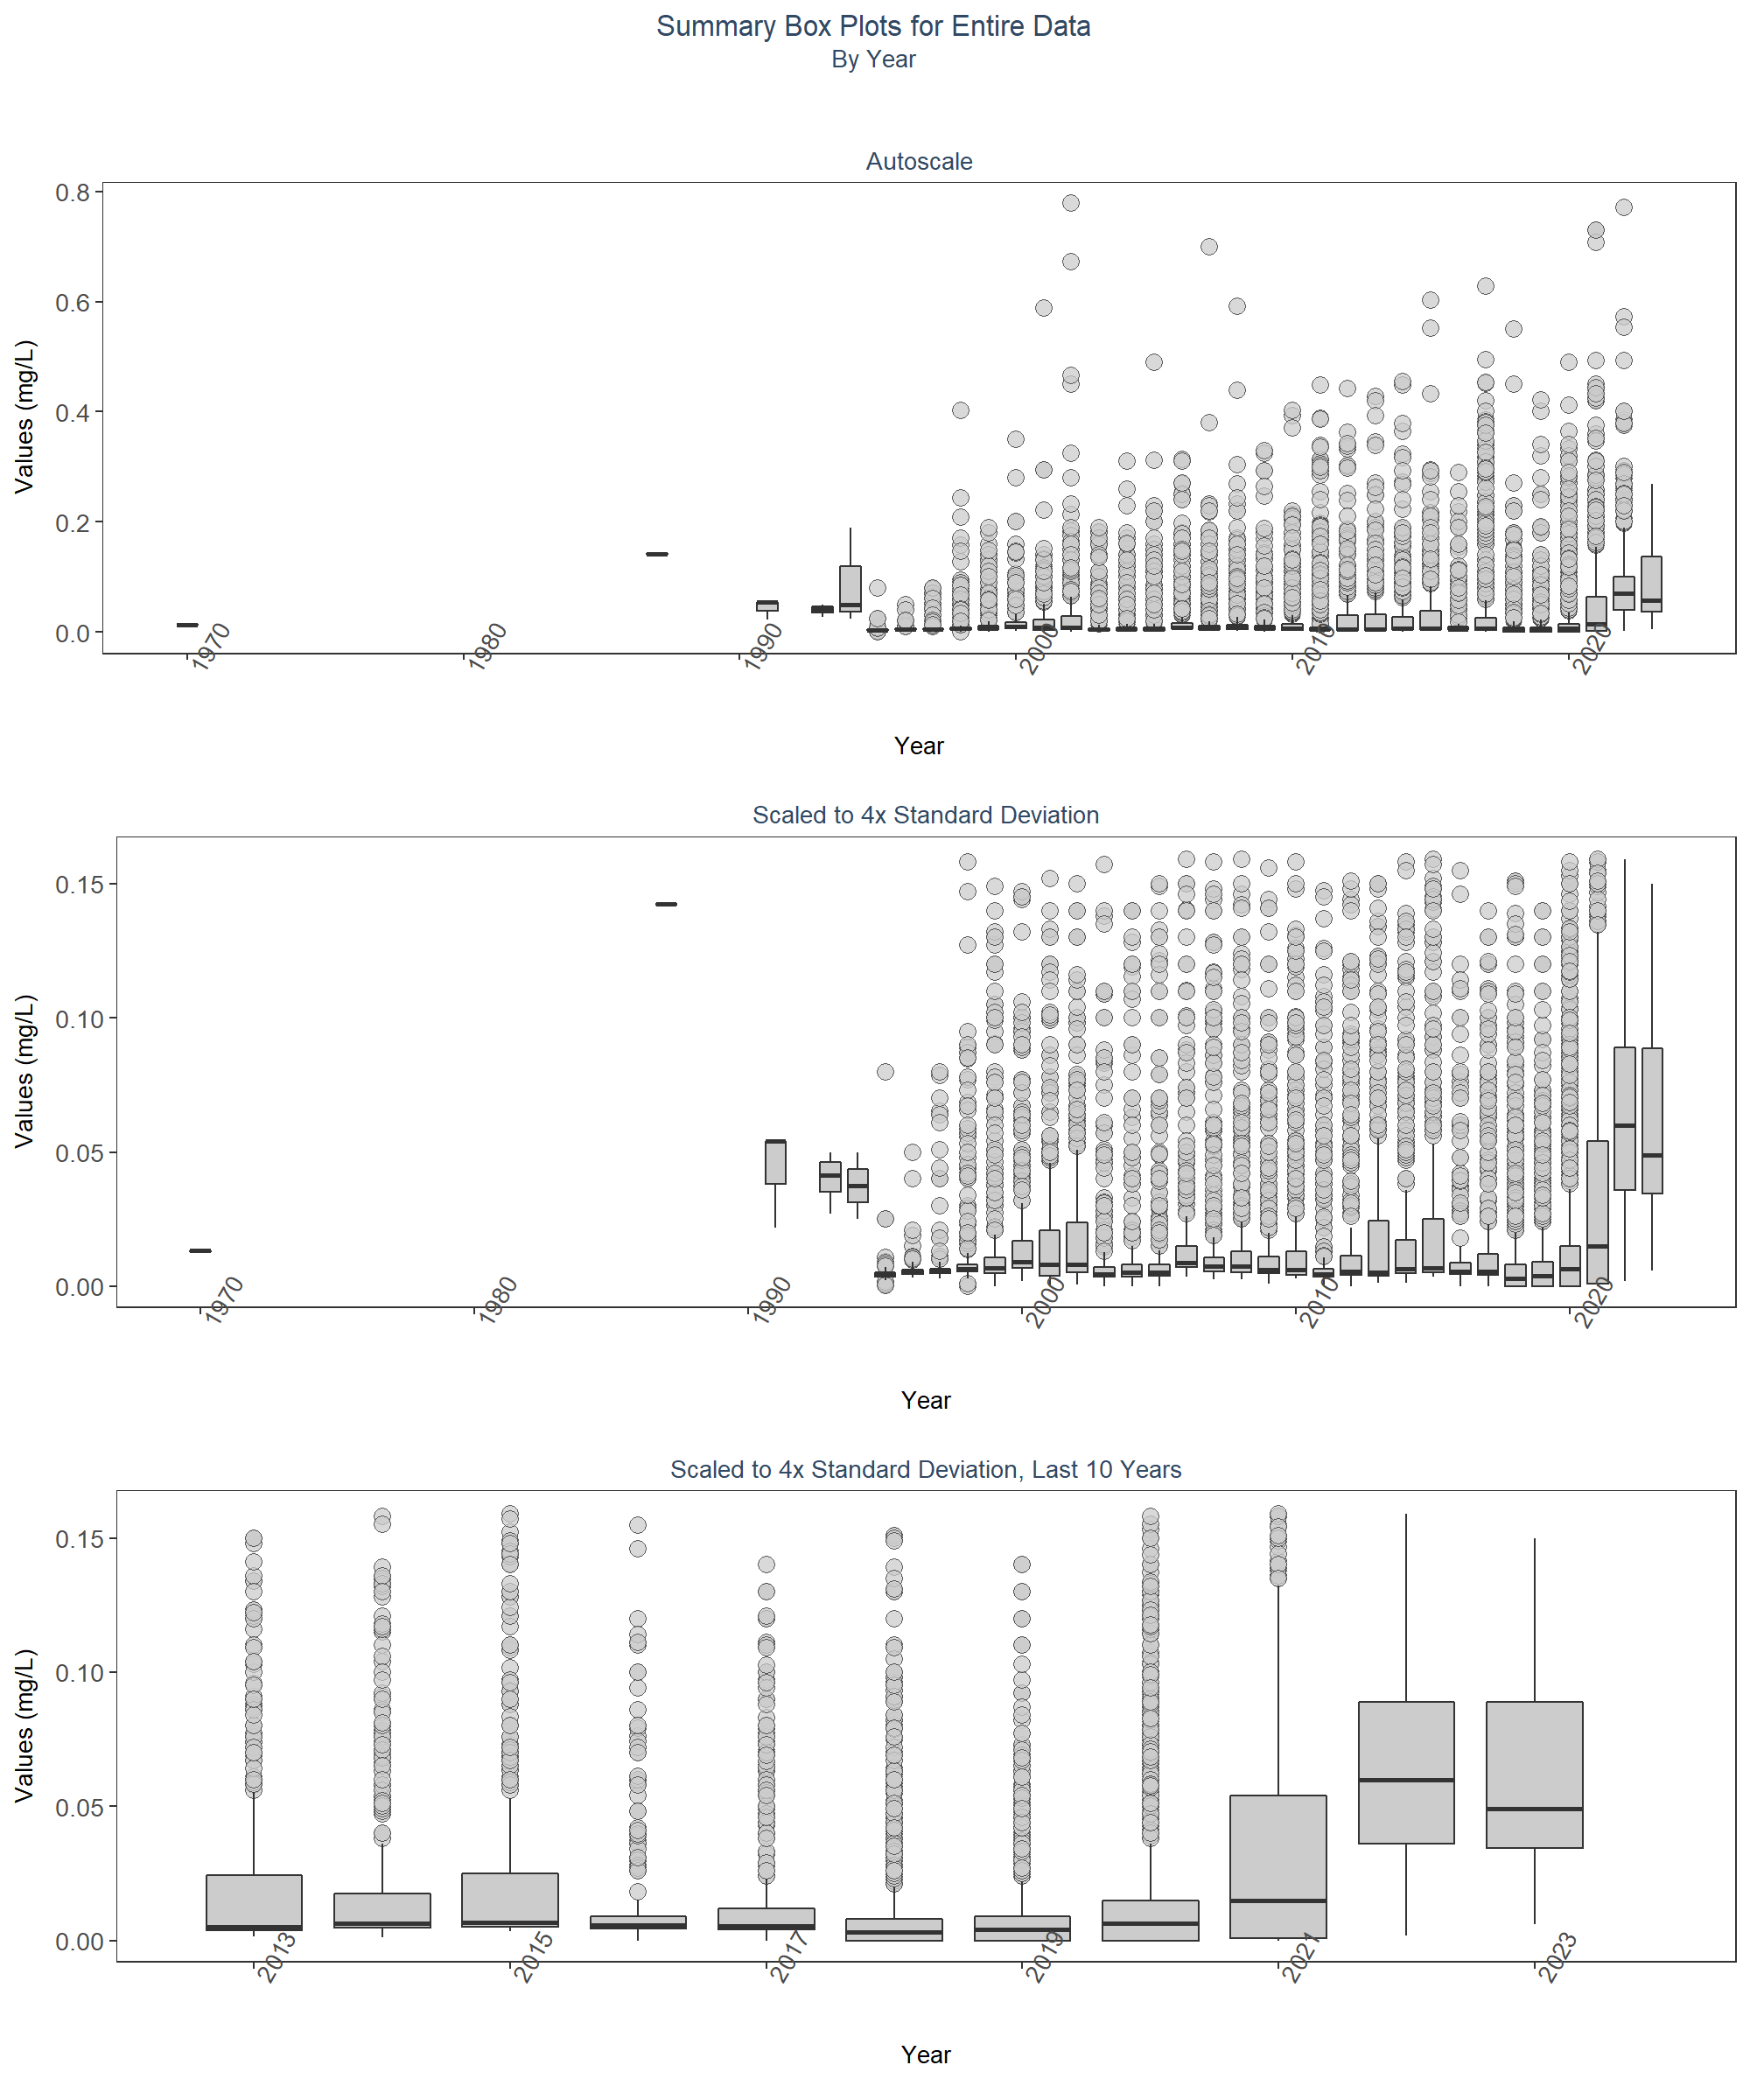 Summary Box Plots for Entire Data
By Year
Autoscale
Values (mg/L)
0.8
0.6
0.4
0.2
0.0
1970
1980
1990
2000
2010
2020
Year
Scaled to 4x Standard Deviation
Values (mg/L)
0.15
0.10
0.05
0.00
1970
1980
1990
2000
2010
2020
Year
Scaled to 4x Standard Deviation, Last 10 Years
Values (mg/L)
0.15
0.10
0.05
0.00
2013
2015
2017
2019
2021
2023
Year